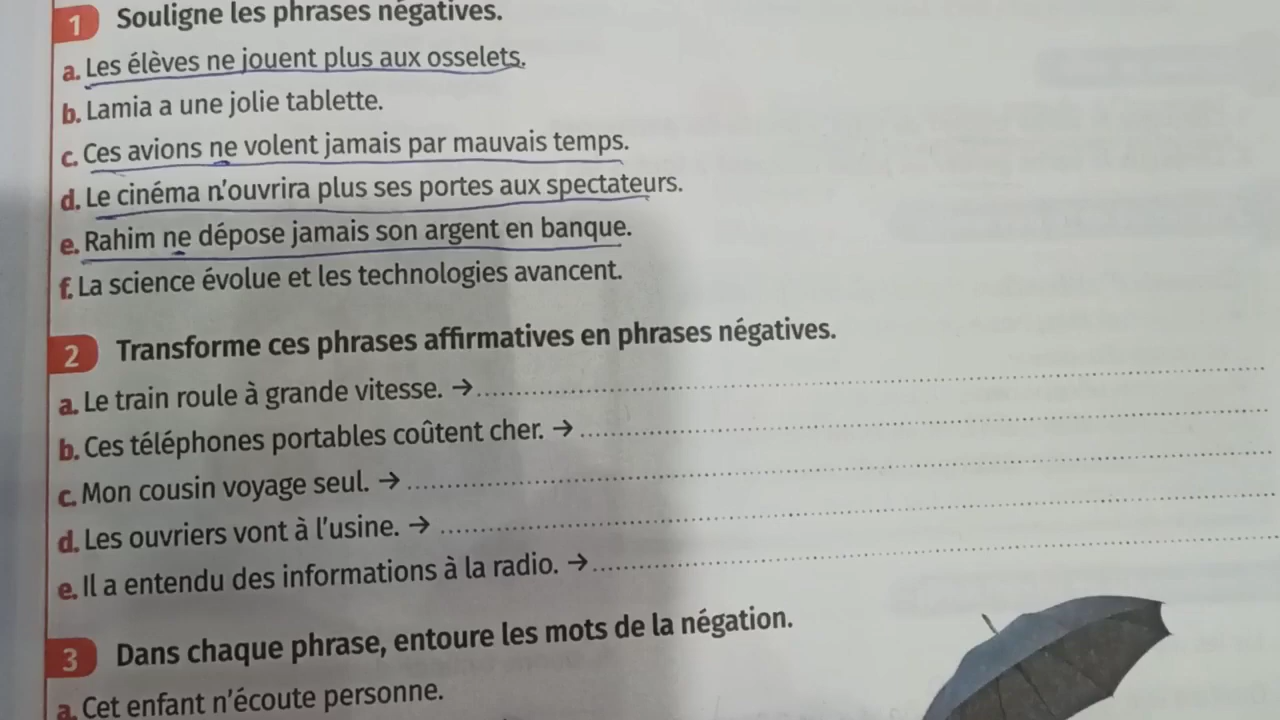 1 Souligne les phrases négatives.
a. Les élèves ne jouent plus aux osselets.
b. Lamia a une jolie tablette.
c. Ces avions ne volent jamais par mauvais temps.
d. Le cinéma n'ouvrira plus ses portes aux spectateurs.
e. Rahim ne dépose jamais son argent en banque.
f. La science évolue et les technologies avancent.
2 Transforme ces phrases affirmatives en phrases négatives.
a. Le train roule à grande vitesse. →
b. Ces téléphones portables coûtent cher. →
c. Mon cousin voyage seul. →
d. Les ouvriers vont à l'usine. →
e. Il a entendu des informations à la radio. →
3 Dans chaque phrase, entoure les mots de la négation.
a. Cet enfant n'écoute personne.